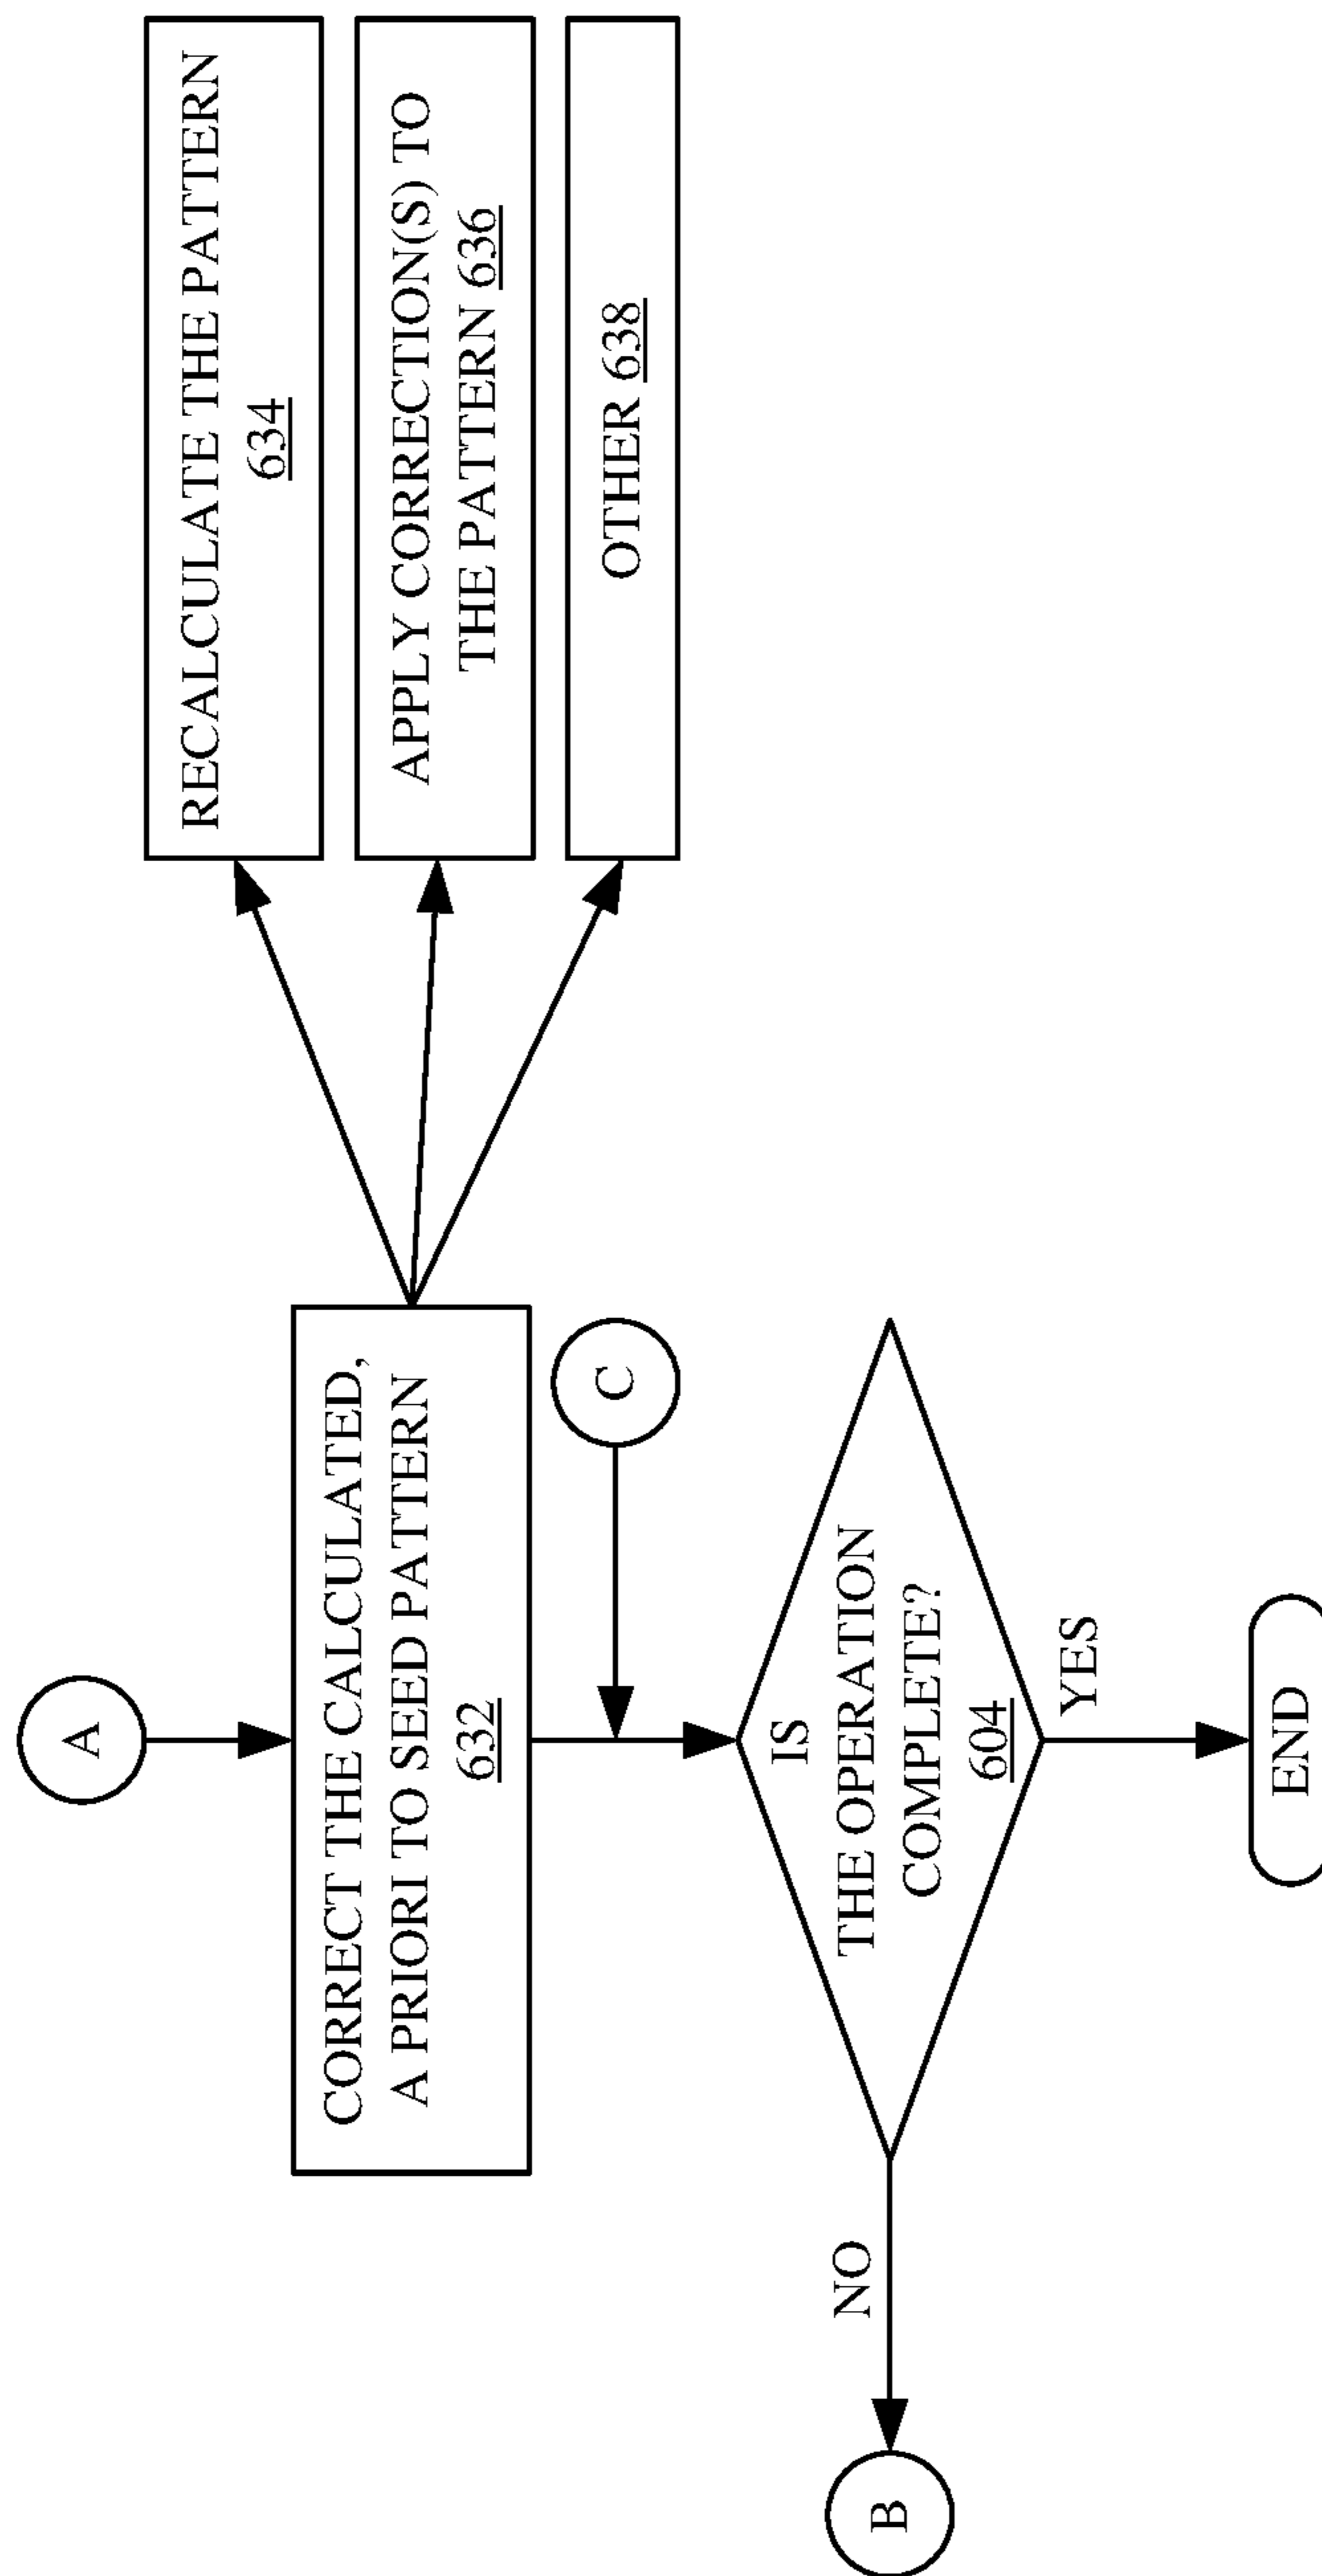 A
CORRECT THE CALCULATED,
A PRIORI TO SEED PATTERN
632
RECALCULATE THE PATTERN
634
APPLY CORRECTION(S) TO
THE PATTERN 636
OTHER 638
C
IS
THE OPERATION
COMPLETE?
604
NO
B
YES
END